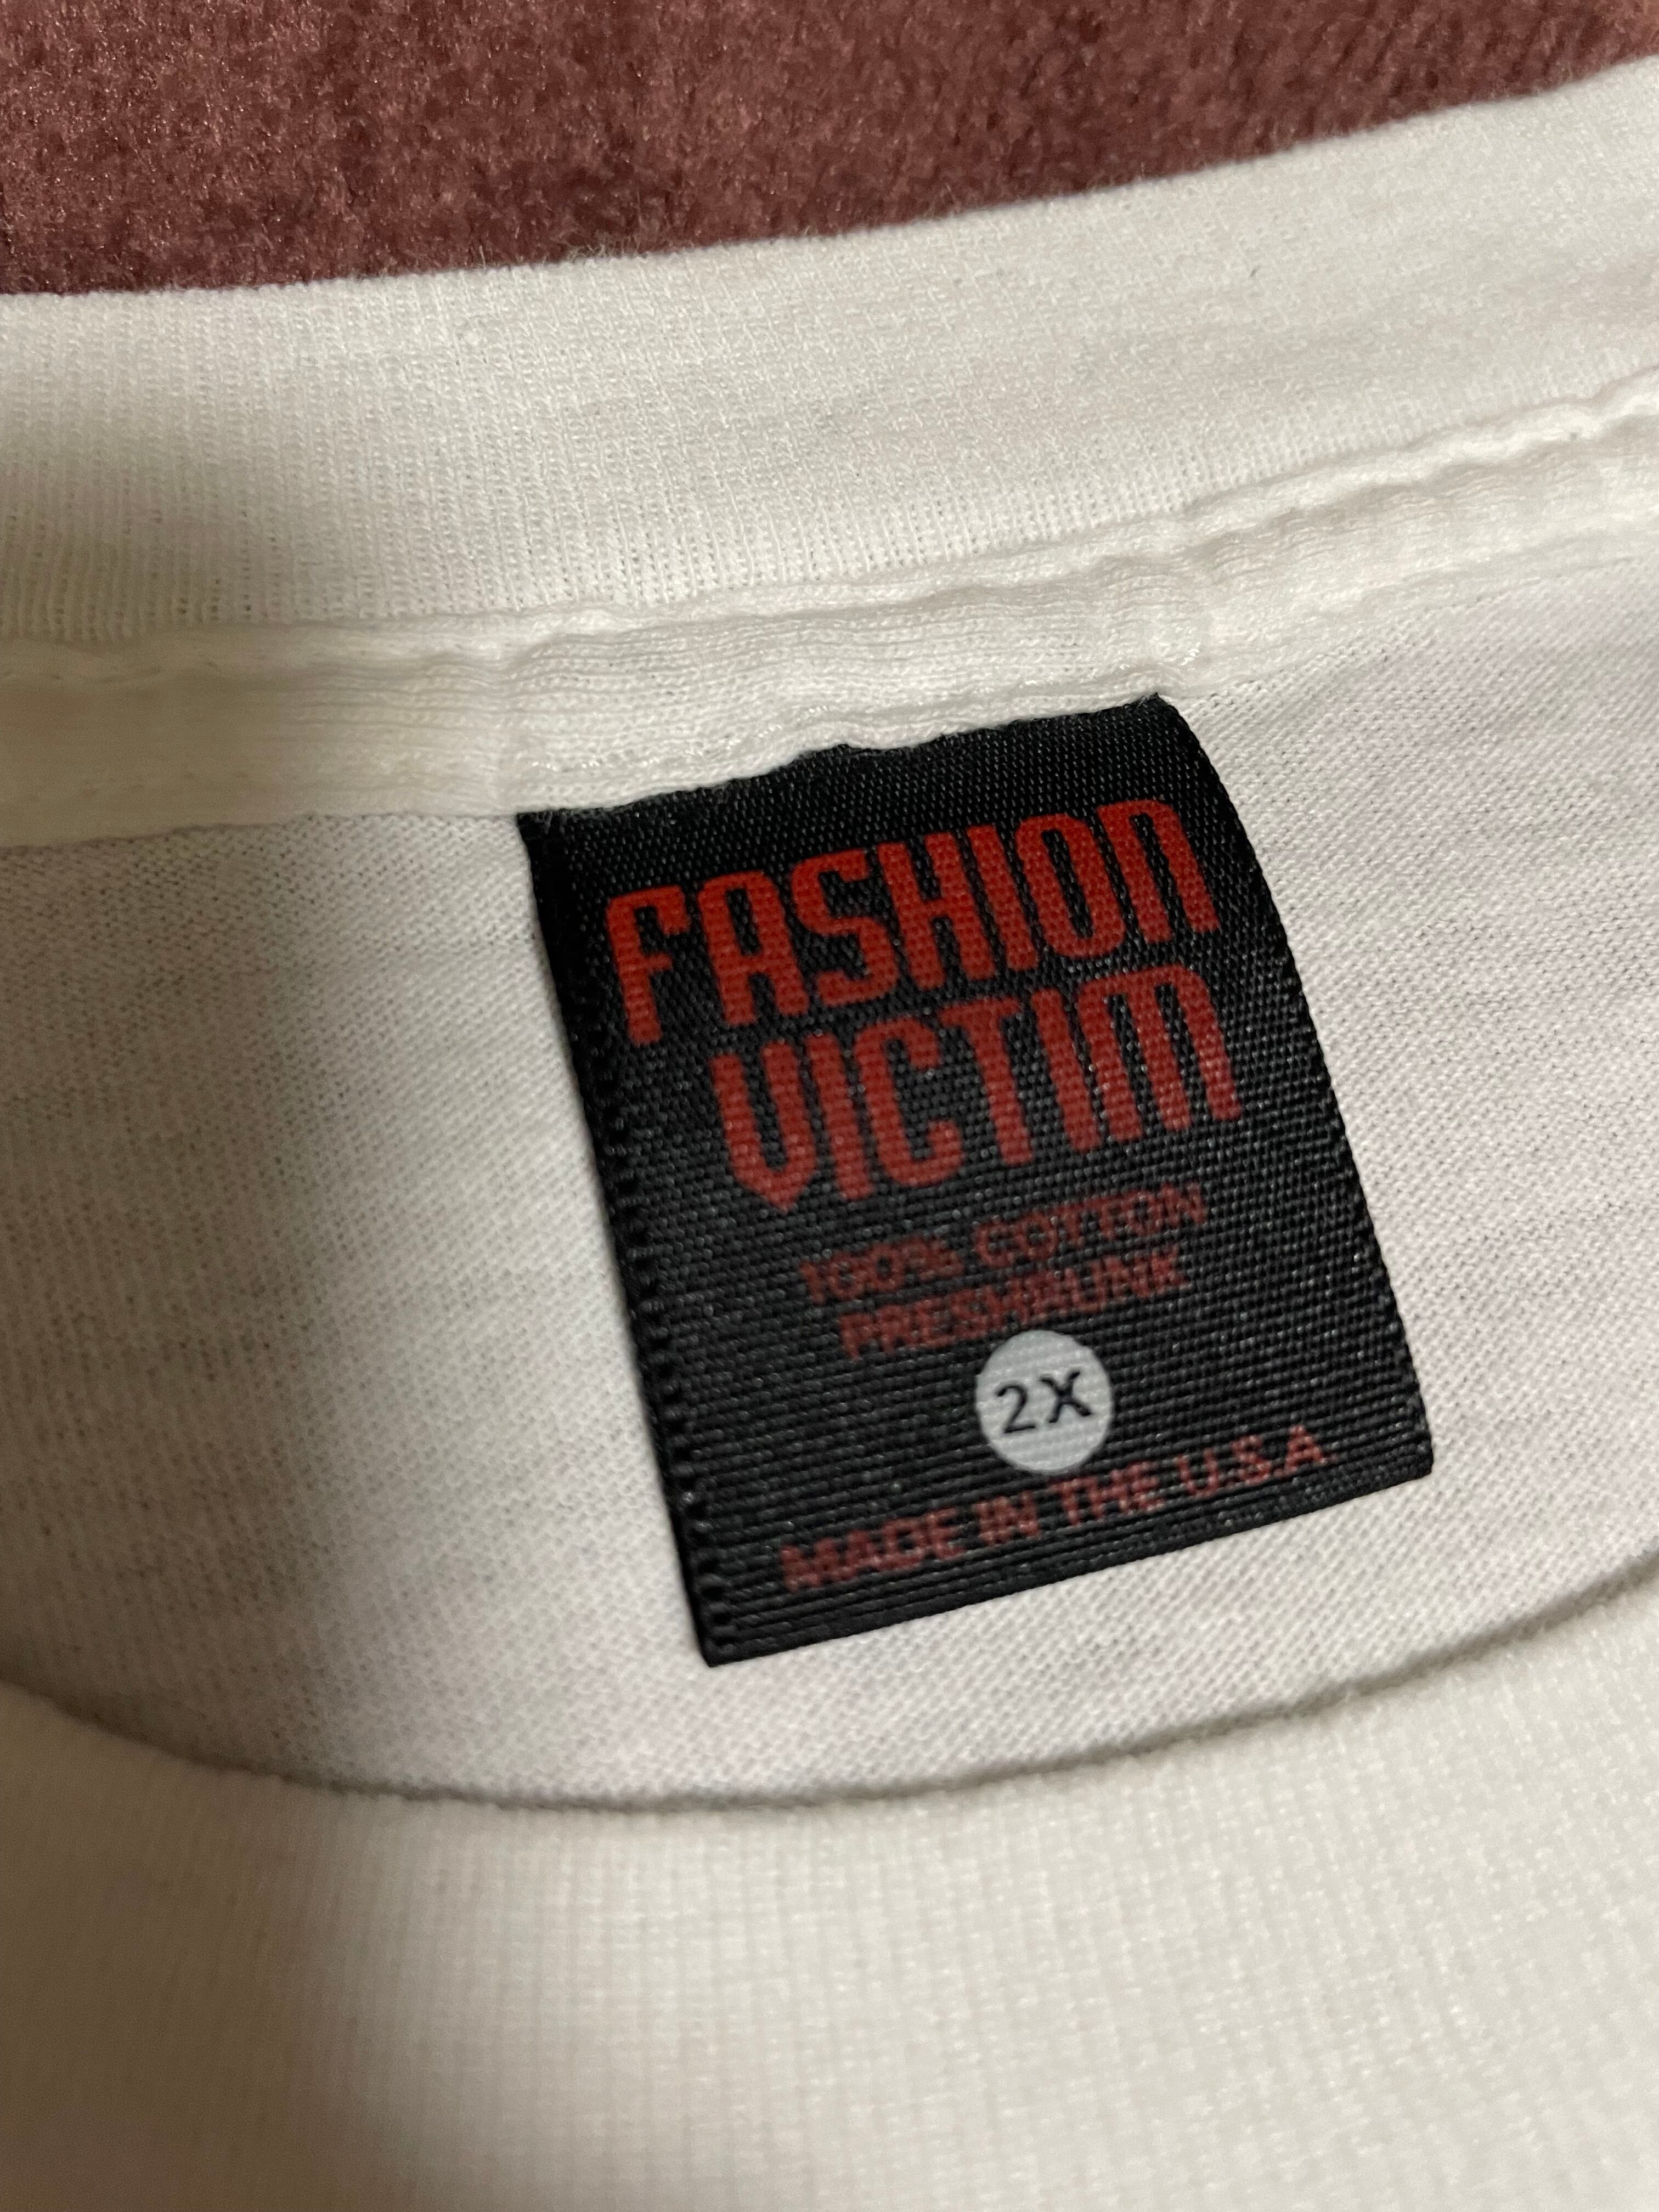 FASHION
VICTIM
100% COTTON
PRESHRUNK
2X
MADE IN THE U.S.A